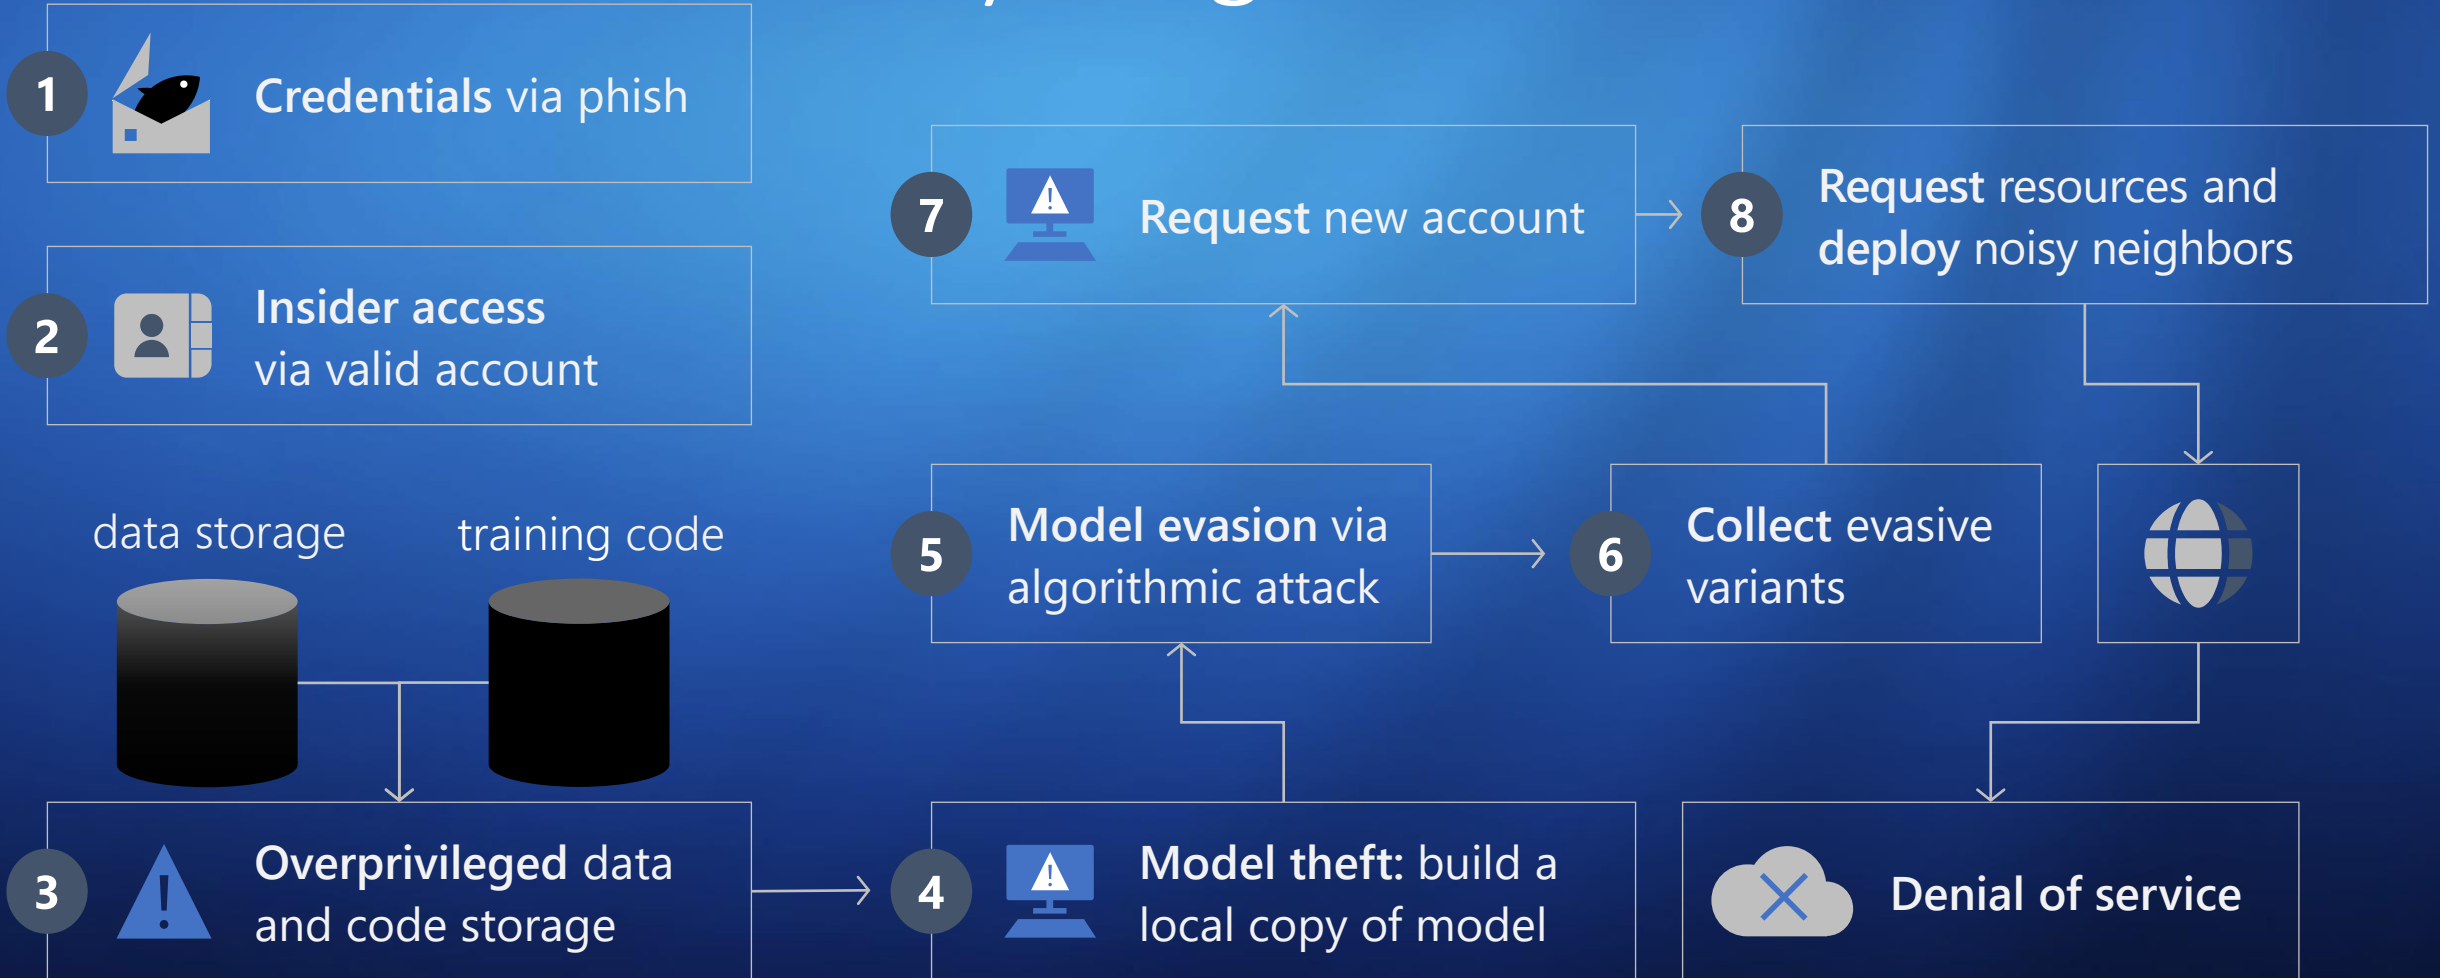 1
Credentials via phish
2
Insider access
via valid account
data storage
training code
3
Overprivileged data
and code storage
4
Model theft: build a
local copy of model
5
Model evasion via
algorithmic attack
6
Collect evasive
variants
7
Request new account
8
Request resources and
deploy noisy neighbors
Denial of service